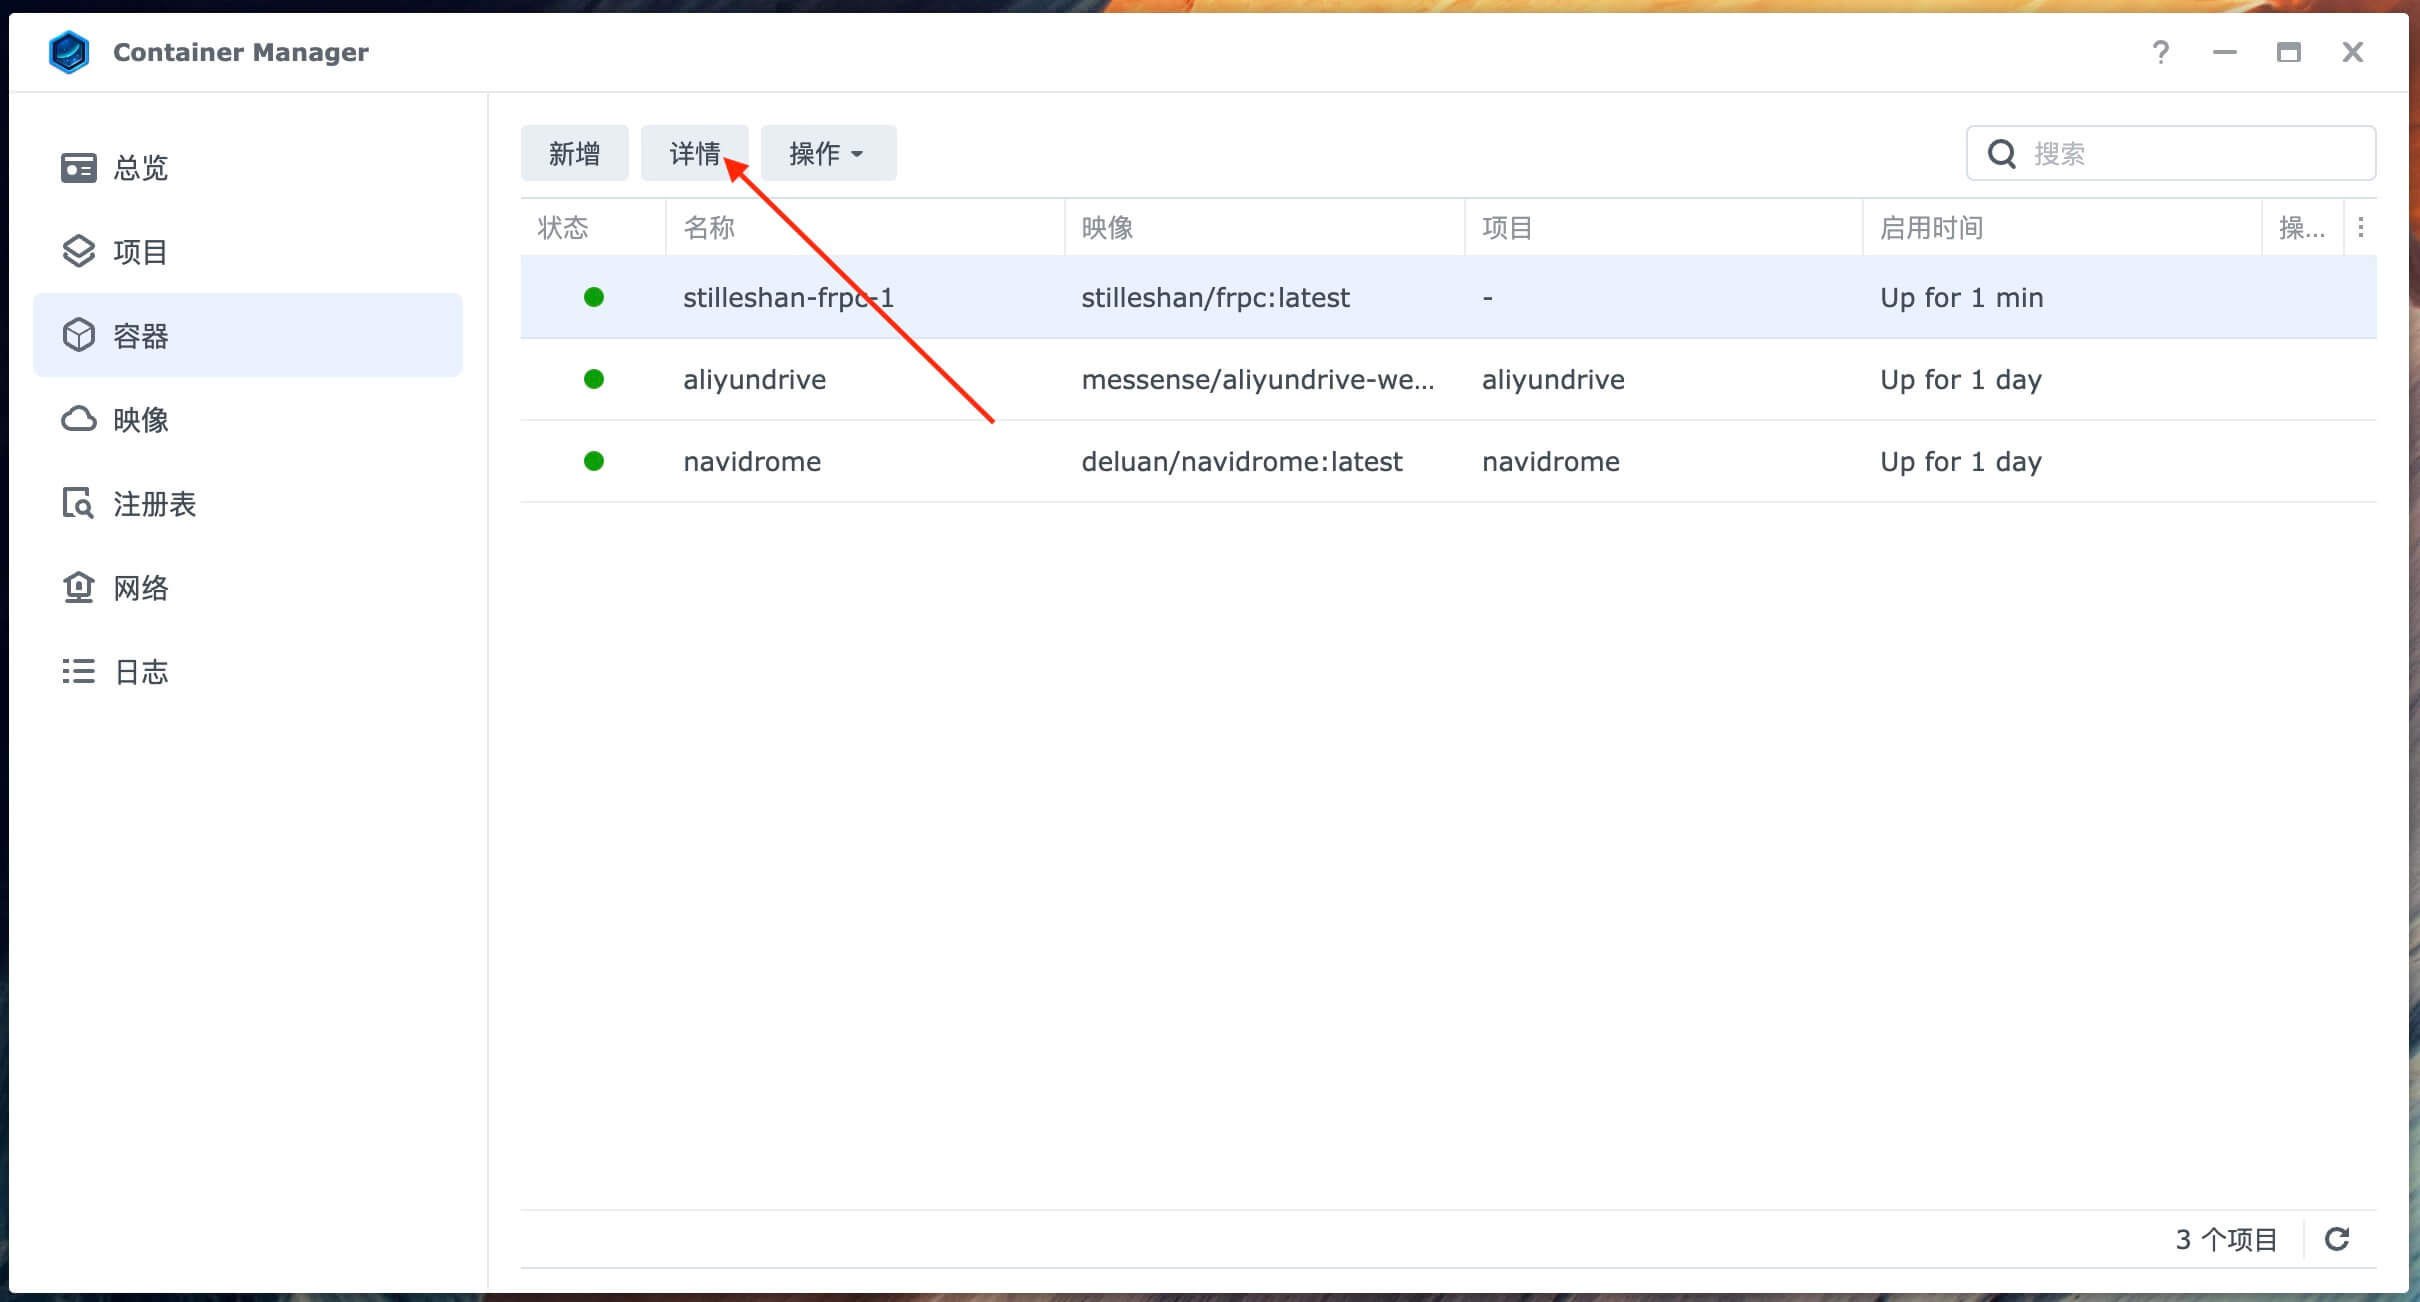 Container Manager
总览
项目
容器
映像
注册表
网络
日志
新增 详情 操作
搜索
状态 名称 映像 项目 启用时间 操...
stilleshan-frpc-1 stilleshan/frpc:latest - Up for 1 min
aliyundrive messense/aliyundrive-we... aliyundrive Up for 1 day
navidrome deluan/navidrome:latest navidrome Up for 1 day
3 个项目